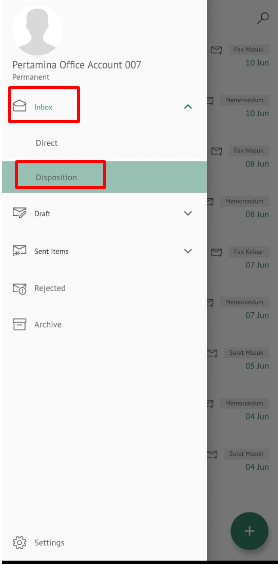 Pertamina Office Account 007
Permanent
Inbox
Direct
Disposition
Draft
Sent Items
Rejected
Archive
Settings
Fax Masuk
10 Jun
Memorandum
10 Jun
Fax Masuk
08 Jun
Memorandum
08 Jun
Fax Keluar
07 Jun
Memorandum
07 Jun
Surat Masuk
05 Jun
Memorandum
04 Jun
Surat Masuk
04 Jun